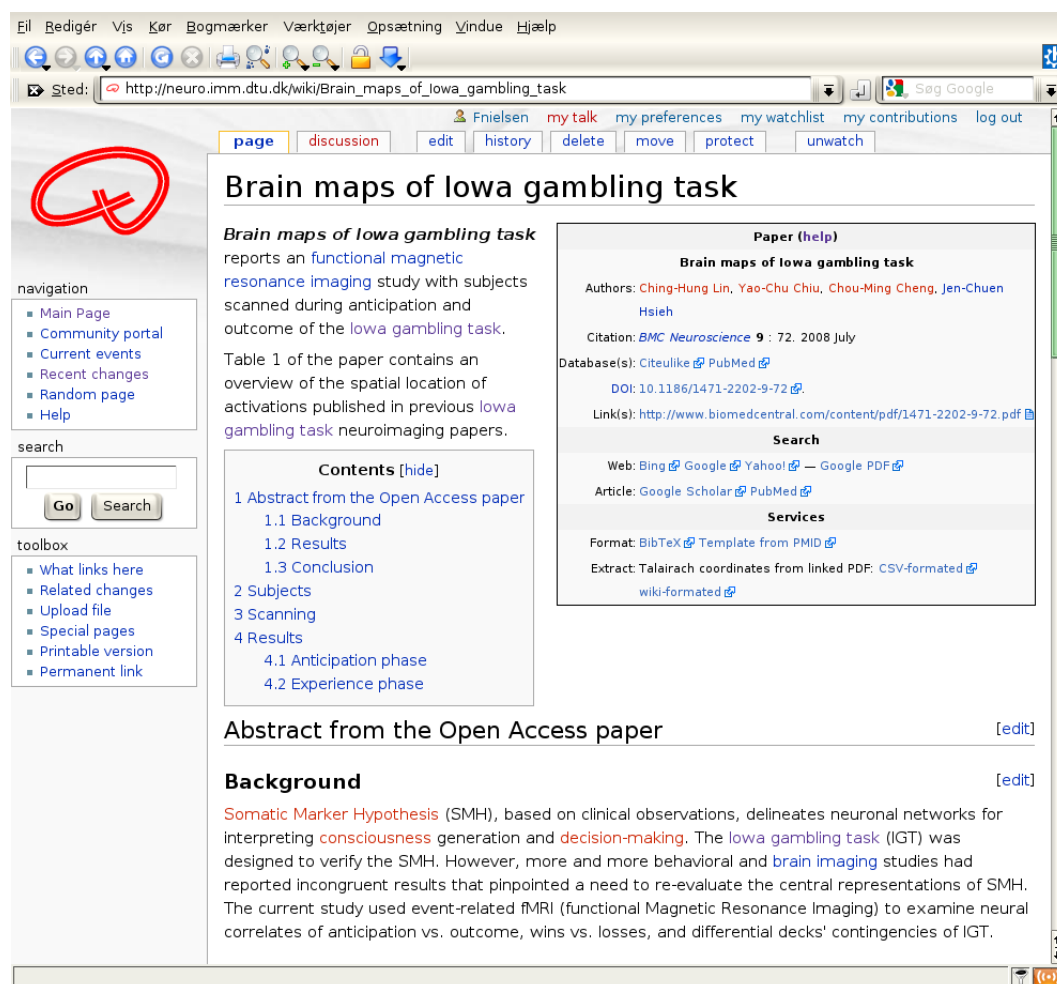 Fil Redigér Vis Kør Bogmærker Værktøjer Opsætning Vindue Hjælp
Sted: http://neuro.imm.dtu.dk/wiki/Brain_maps_of_Iowa_gambling_task
Søg Google
Fnielsen my talk my preferences my watchlist my contributions log out
page discussion edit history delete move protect unwatch
Brain maps of Iowa gambling task
Brain maps of Iowa gambling task
reports an functional magnetic
resonance imaging study with subjects
scanned during anticipation and
outcome of the Iowa gambling task.
Table 1 of the paper contains an
overview of the spatial location of
activations published in previous Iowa
gambling task neuroimaging papers.
Paper (help)
Brain maps of Iowa gambling task
Authors: Ching-Hung Lin, Yao-Chu Chiu, Chou-Ming Cheng, Jen-Chuen
Hsieh
Citation: BMC Neuroscience 9 : 72. 2008 July
Database(s): Citeulike PubMed
DOI: 10.1186/1471-2202-9-72 .
Link(s): http://www.biomedcentral.com/content/pdf/1471-2202-9-72.pdf
Search
Web: Bing Google Yahoo! — Google PDF
Article: Google Scholar PubMed
Services
Format: BibTeX Template from PMID
Extract: Talairach coordinates from linked PDF: CSV-formated
wiki-formated
navigation
Main Page
Community portal
Current events
Recent changes
Random page
Help
search
Go Search
toolbox
What links here
Related changes
Upload file
Special pages
Printable version
Permanent link
Contents [hide]
1 Abstract from the Open Access paper
1.1 Background
1.2 Results
1.3 Conclusion
2 Subjects
3 Scanning
4 Results
4.1 Anticipation phase
4.2 Experience phase
Abstract from the Open Access paper [edit]
Background [edit]
Somatic Marker Hypothesis (SMH), based on clinical observations, delineates neuronal networks for
interpreting consciousness generation and decision-making. The Iowa gambling task (IGT) was
designed to verify the SMH. However, more and more behavioral and brain imaging studies had
reported incongruent results that pinpointed a need to re-evaluate the central representations of SMH.
The current study used event-related fMRI (functional Magnetic Resonance Imaging) to examine neural
correlates of anticipation vs. outcome, wins vs. losses, and differential decks' contingencies of IGT.